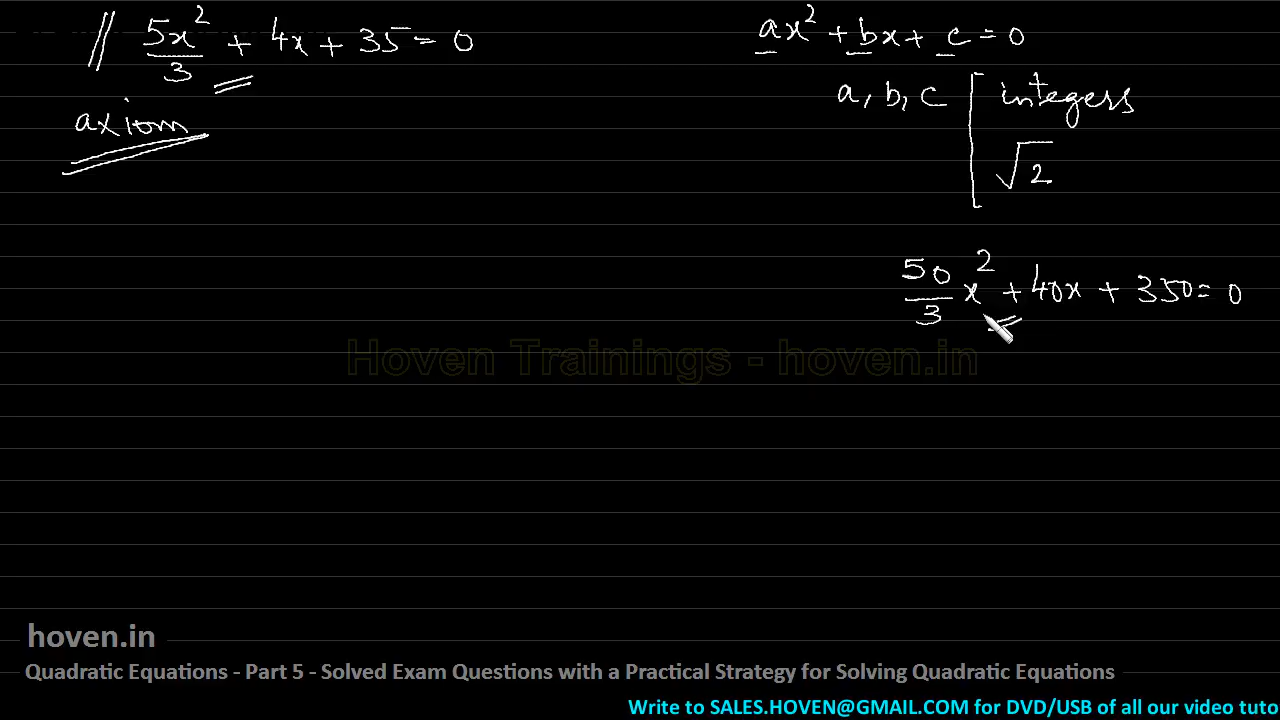 // 5x²/3 + 4x + 35 = 0
axiom
ax² + bx + c = 0
a, b, c [ integers
√2
50/3 x² + 40x + 350 = 0
Hoven Trainings - hoven.in
hoven.in
Quadratic Equations - Part 5 - Solved Exam Questions with a Practical Strategy for Solving Quadratic Equations
Write to SALES.HOVEN@GMAIL.COM for DVD/USB of all our video tuto